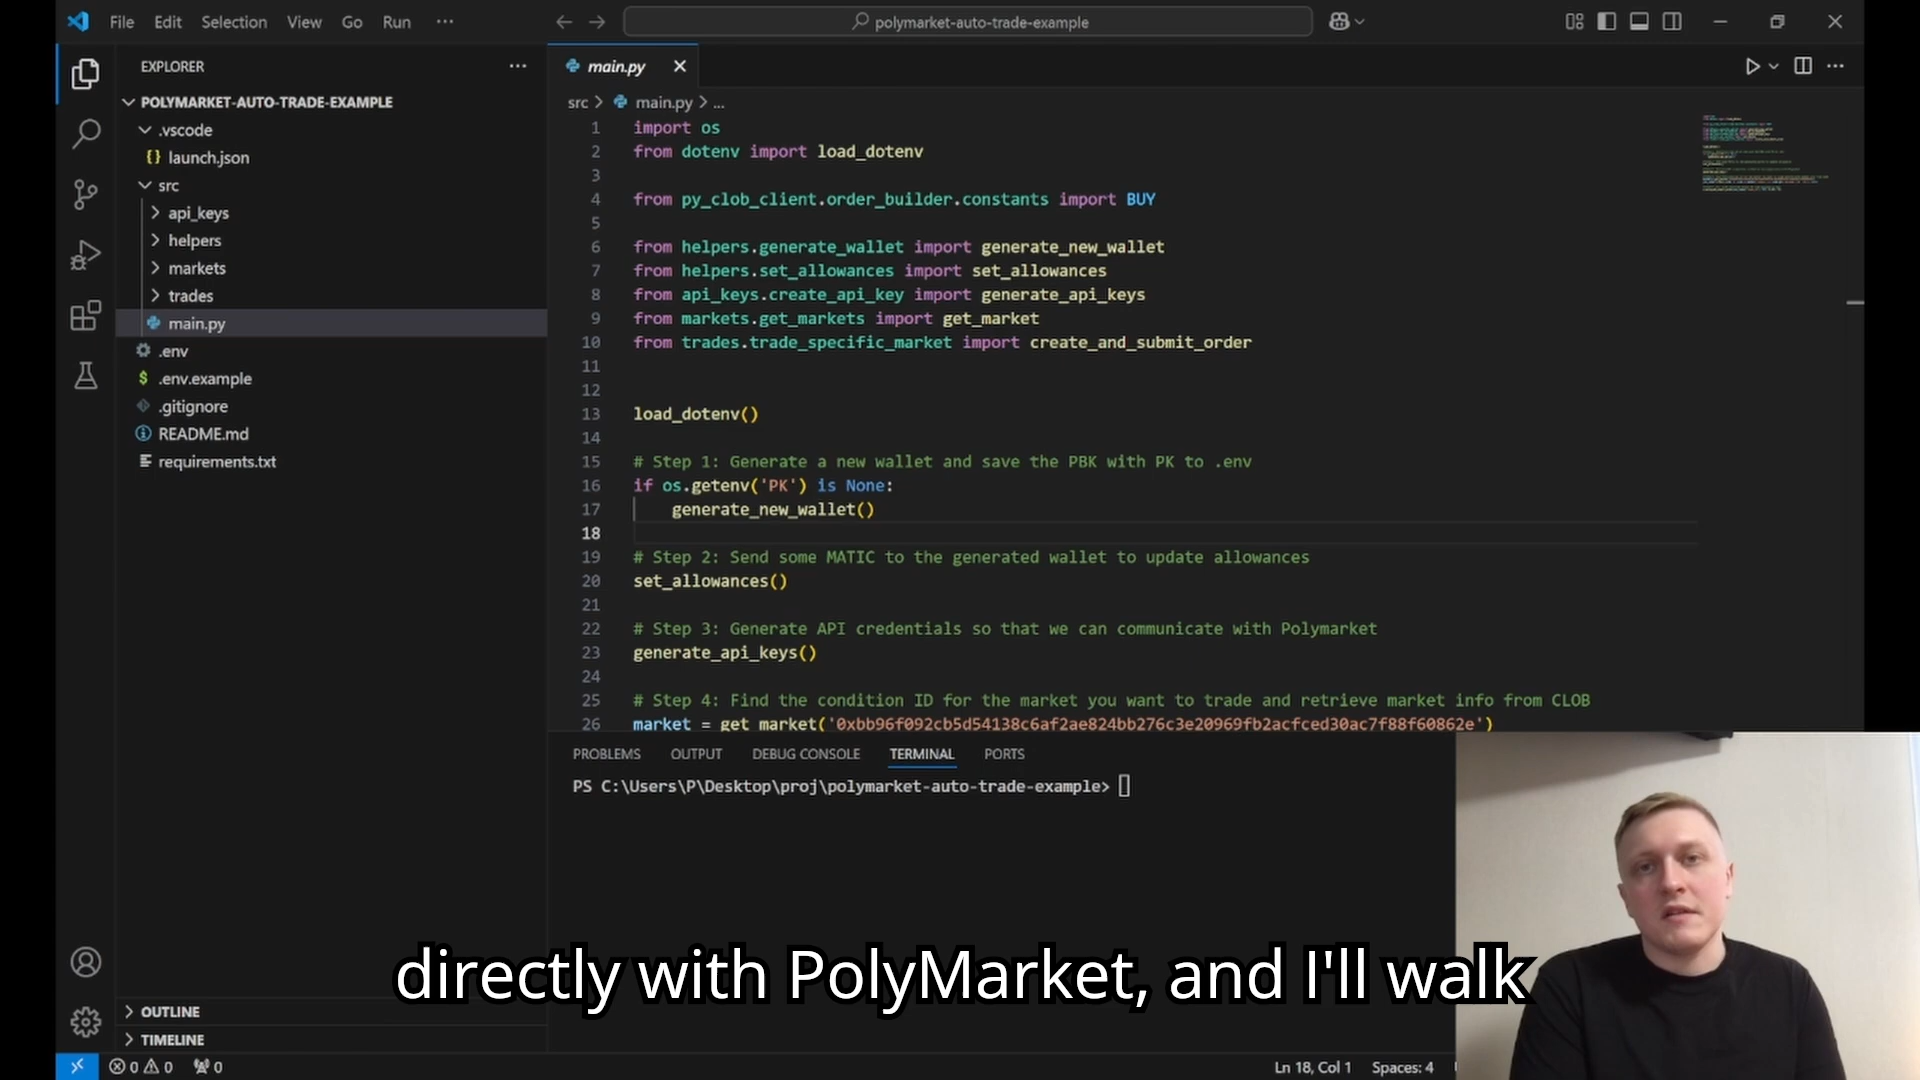 File Edit Selection View Go Run ...
polymarket-auto-trade-example
EXPLORER
POLYMARKET-AUTO-TRADE-EXAMPLE
.vscode
{} launch.json
src
api_keys
helpers
markets
trades
main.py
.env
$ .env.example
.gitignore
README.md
requirements.txt
OUTLINE
TIMELINE
main.py
src > main.py > ...
1 import os
2 from dotenv import load_dotenv
3
4 from py_clob_client.order_builder.constants import BUY
5
6 from helpers.generate_wallet import generate_new_wallet
7 from helpers.set_allowances import set_allowances
8 from api_keys.create_api_key import generate_api_keys
9 from markets.get_markets import get_market
10 from trades.trade_specific_market import create_and_submit_order
11
12
13 load_dotenv()
14
15 # Step 1: Generate a new wallet and save the PBK with PK to .env
16 if os.getenv('PK') is None:
17 generate_new_wallet()
18
19 # Step 2: Send some MATIC to the generated wallet to update allowances
20 set_allowances()
21
22 # Step 3: Generate API credentials so that we can communicate with Polymarket
23 generate_api_keys()
24
25 # Step 4: Find the condition ID for the market you want to trade and retrieve market info from CLOB
26 market = get_market('0xbb96f092cb5d54138c6af2ae824bb276c3e20969fb2acfced30ac7f88f60862e')
PROBLEMS OUTPUT DEBUG CONSOLE TERMINAL PORTS
PS C:\Users\P\Desktop\proj\polymarket-auto-trade-example>
directly with PolyMarket, and I'll walk
0 0 0
Ln 18, Col 1 Spaces: 4